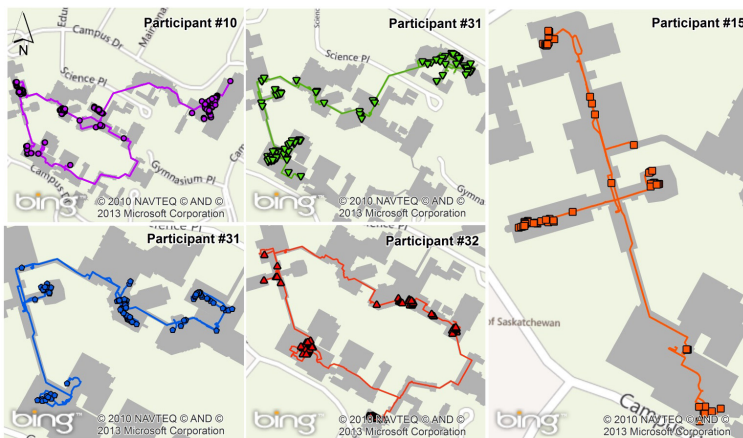 Participant #10
Campus Dr
Science Pl
N
Gymnasium Pl
bing
© 2010 NAVTEQ © AND ©
2013 Microsoft Corporation
Participant #31
Science Pl
bing
© 2010 NAVTEQ © AND ©
2013 Microsoft Corporation
Participant #15
of Saskatchewan
Campus
bing
© 2010 NAVTEQ © AND ©
2013 Microsoft Corporation
Participant #31
bing
© 2010 NAVTEQ © AND ©
2013 Microsoft Corporation
Participant #32
bing
© 2010 NAVTEQ © AND ©
2013 Microsoft Corporation